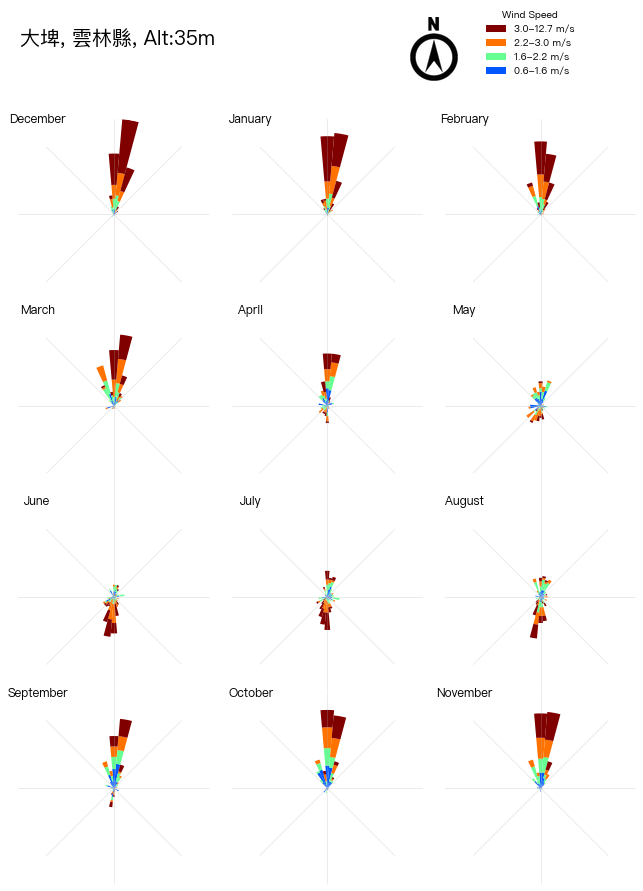 大埤, 雲林縣, Alt:35m
N
Wind Speed
3.0–12.7 m/s
2.2–3.0 m/s
1.6–2.2 m/s
0.6–1.6 m/s
December
January
February
March
April
May
June
July
August
September
October
November